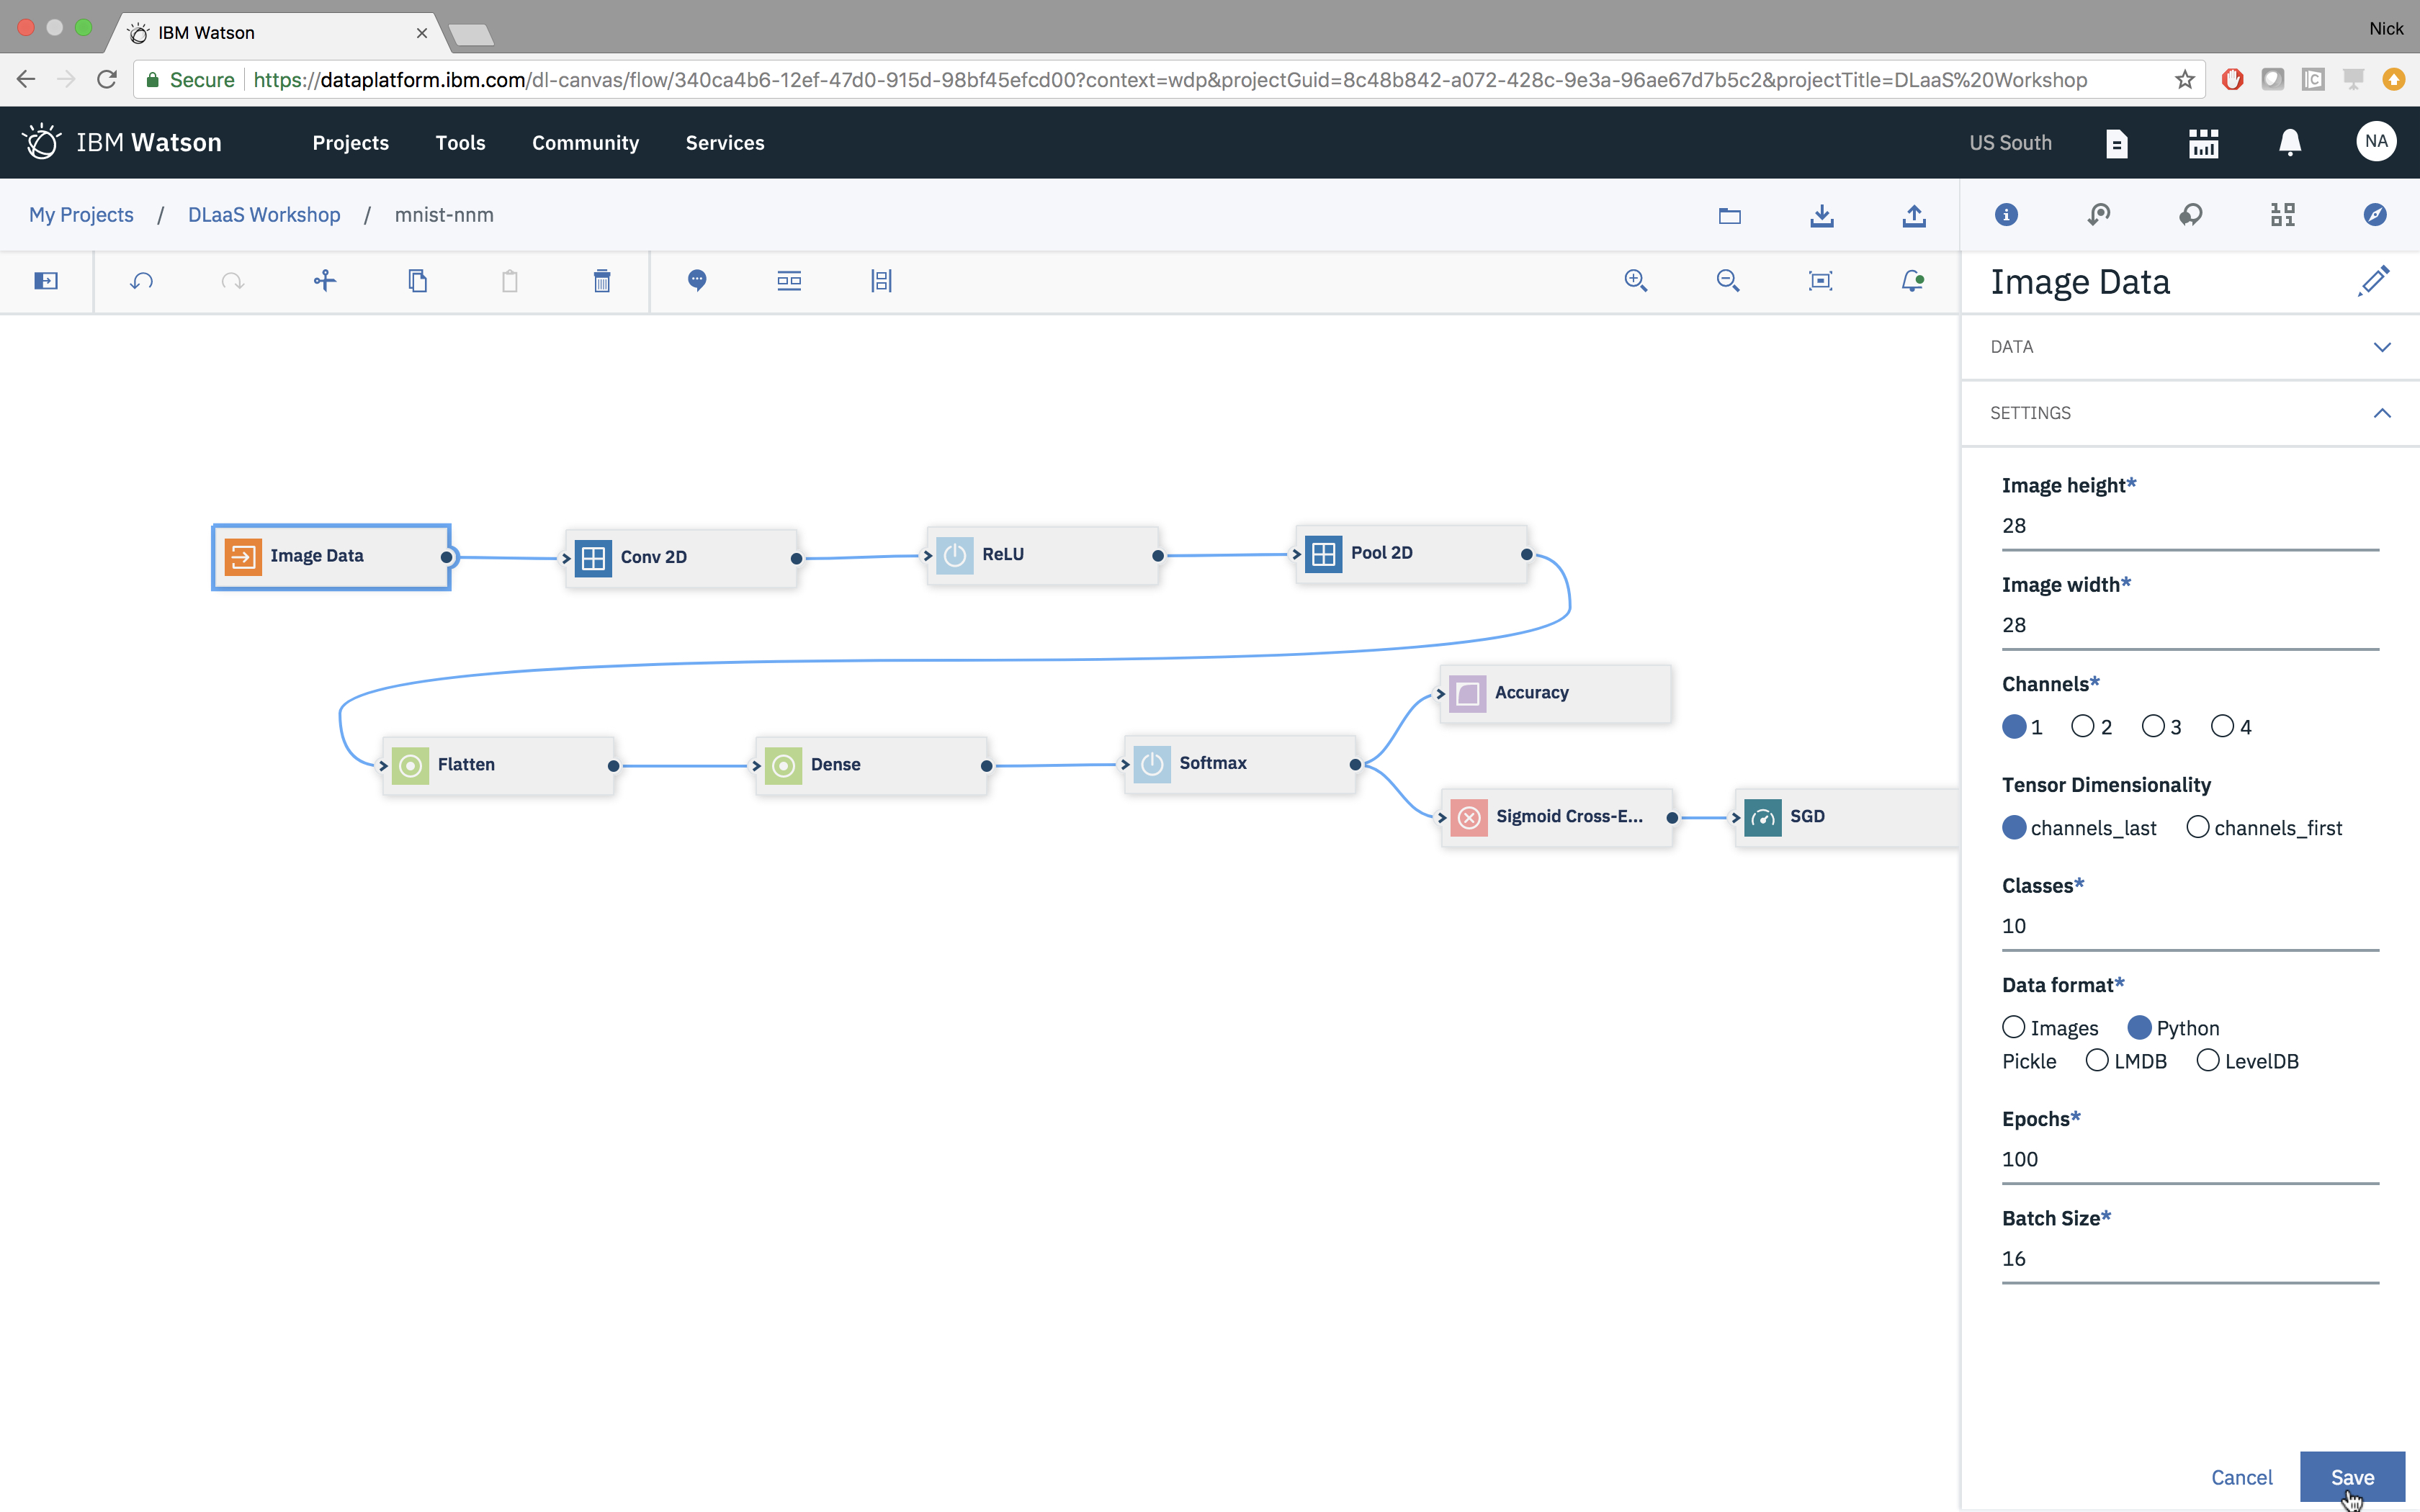 IBM Watson
Nick
Secure
https://dataplatform.ibm.com/dl-canvas/flow/340ca4b6-12ef-47d0-915d-98bf45efcd00?context=wdp&projectGuid=8c48b842-a072-428c-9e3a-96ae67d7b5c2&projectTitle=DLaaS%20Workshop
IBM Watson
Projects
Tools
Community
Services
US South
NA
My Projects / DLaaS Workshop / mnist-nnm
Image Data
DATA
SETTINGS
Image Data
Conv 2D
ReLU
Pool 2D
Flatten
Dense
Softmax
Accuracy
Sigmoid Cross-E...
SGD
Image height*
28
Image width*
28
Channels*
1 2 3 4
Tensor Dimensionality
channels_last channels_first
Classes*
10
Data format*
Images Python
Pickle LMDB LevelDB
Epochs*
100
Batch Size*
16
Cancel
Save